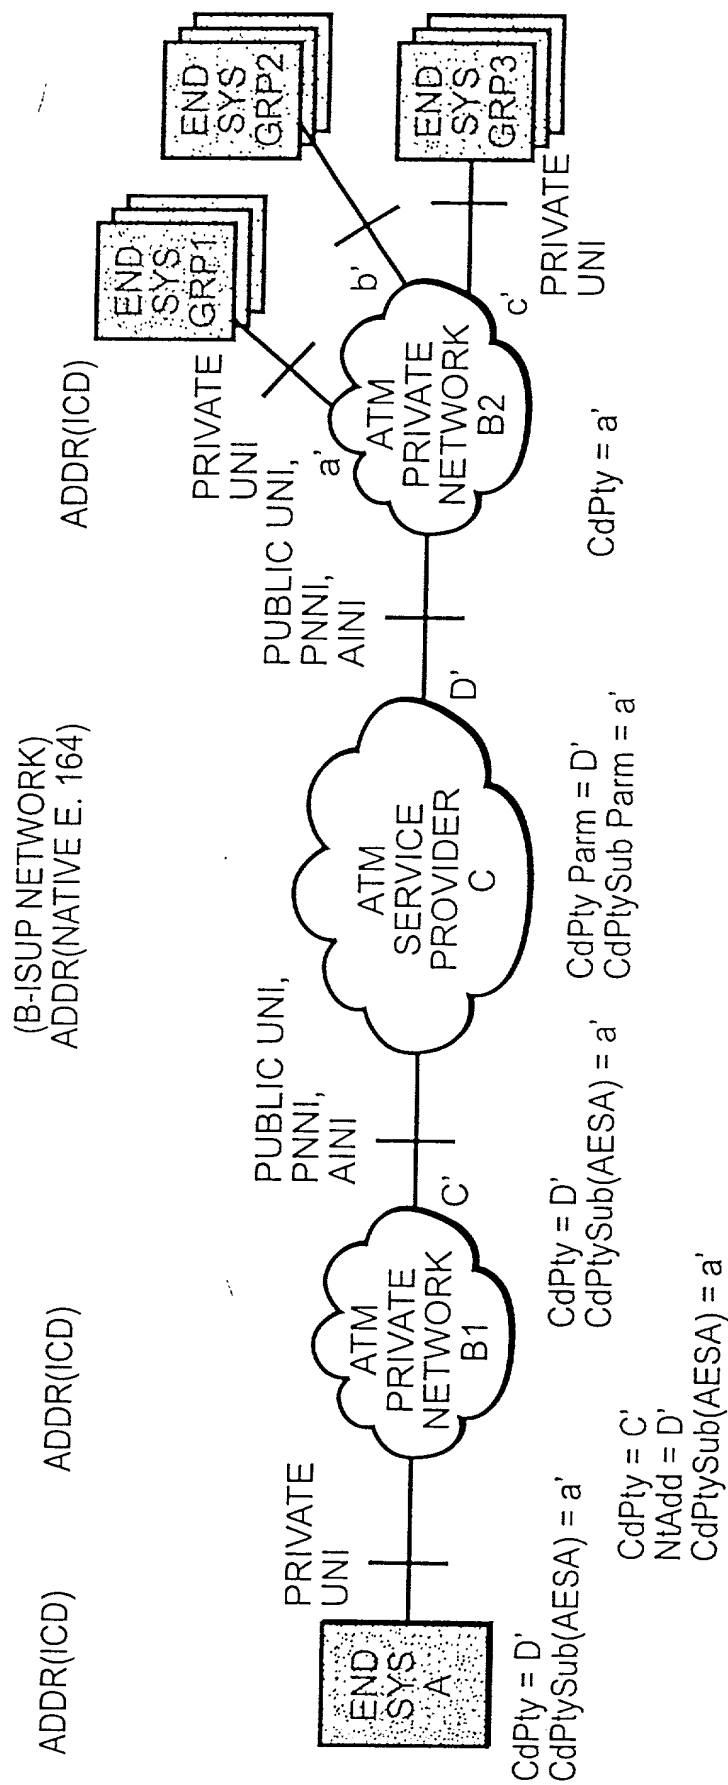 ADDR(ICD)
ADDR(ICD)
(B-ISUP NETWORK)
ADDR(NATIVE E. 164)
ADDR(ICD)
END
SYS
A
PRIVATE
UNI
ATM
PRIVATE
NETWORK
B1
C'
PUBLIC UNI,
PNNI,
AINI
ATM
SERVICE
PROVIDER
C
D'
PUBLIC UNI,
PNNI,
AINI
ATM
PRIVATE
NETWORK
B2
a'
b'
c'
PRIVATE
UNI
END
SYS
GRP1
END
SYS
GRP2
END
SYS
GRP3
PRIVATE
UNI
CdPty = D'
CdPtySub(AESA) = a'
CdPty = C'
NtAdd = D'
CdPtySub(AESA) = a'
CdPty = D'
CdPtySub(AESA) = a'
CdPty Parm = D'
CdPtySub Parm = a'
CdPty = a'